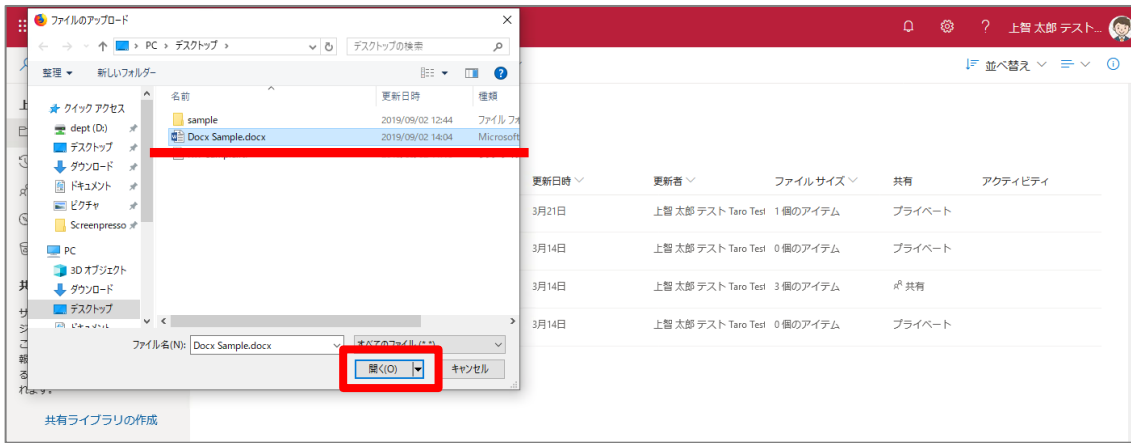 ファイルのアップロード
PC › デスクトップ ›
デスクトップの検索
整理
新しいフォルダー
名前
更新日時
種類
クイック アクセス
dept (D:)
デスクトップ
ダウンロード
ドキュメント
ピクチャ
Screenpresso
PC
3D オブジェクト
ダウンロード
デスクトップ
sample 2019/09/02 12:44 ファイル フォ
Docx Sample.docx 2019/09/02 14:04 Microsoft
ファイル名(N): Docx Sample.docx
すべてのファイル (*.*)
開く(O)
キャンセル
上智 太郎 テスト...
並べ替え
更新日時 更新者 ファイル サイズ 共有 アクティビティ
3月21日 上智 太郎 テスト Taro Test 1 個のアイテム プライベート
3月14日 上智 太郎 テスト Taro Test 0 個のアイテム プライベート
3月14日 上智 太郎 テスト Taro Test 3 個のアイテム 共有
3月14日 上智 太郎 テスト Taro Test 0 個のアイテム プライベート
れます。
共有ライブラリの作成